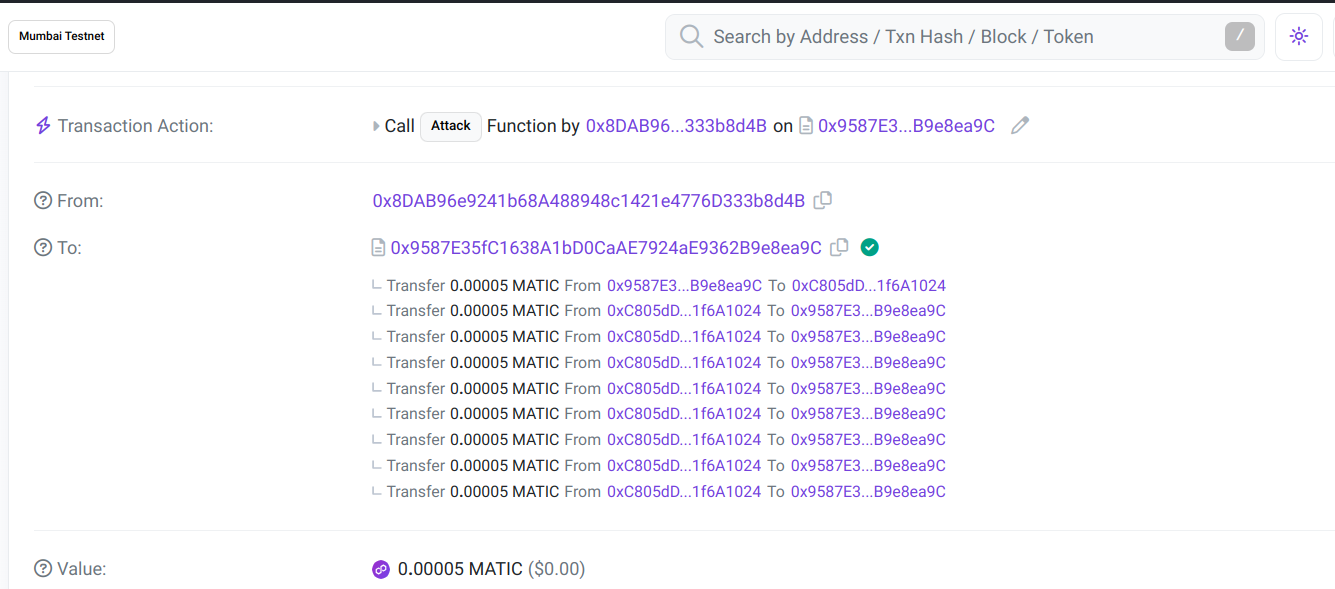 Mumbai Testnet
Search by Address / Txn Hash / Block / Token /
Transaction Action: Call Attack Function by 0x8DAB96...333b8d4B on 0x9587E3...B9e8ea9C
From: 0x8DAB96e9241b68A488948c1421e4776D333b8d4B
To: 0x9587E35fC1638A1bD0CaAE7924aE9362B9e8ea9C
Transfer 0.00005 MATIC From 0x9587E3...B9e8ea9C To 0xC805dD...1f6A1024
Transfer 0.00005 MATIC From 0xC805dD...1f6A1024 To 0x9587E3...B9e8ea9C
Transfer 0.00005 MATIC From 0xC805dD...1f6A1024 To 0x9587E3...B9e8ea9C
Transfer 0.00005 MATIC From 0xC805dD...1f6A1024 To 0x9587E3...B9e8ea9C
Transfer 0.00005 MATIC From 0xC805dD...1f6A1024 To 0x9587E3...B9e8ea9C
Transfer 0.00005 MATIC From 0xC805dD...1f6A1024 To 0x9587E3...B9e8ea9C
Transfer 0.00005 MATIC From 0xC805dD...1f6A1024 To 0x9587E3...B9e8ea9C
Transfer 0.00005 MATIC From 0xC805dD...1f6A1024 To 0x9587E3...B9e8ea9C
Transfer 0.00005 MATIC From 0xC805dD...1f6A1024 To 0x9587E3...B9e8ea9C
Value: 0.00005 MATIC ($0.00)